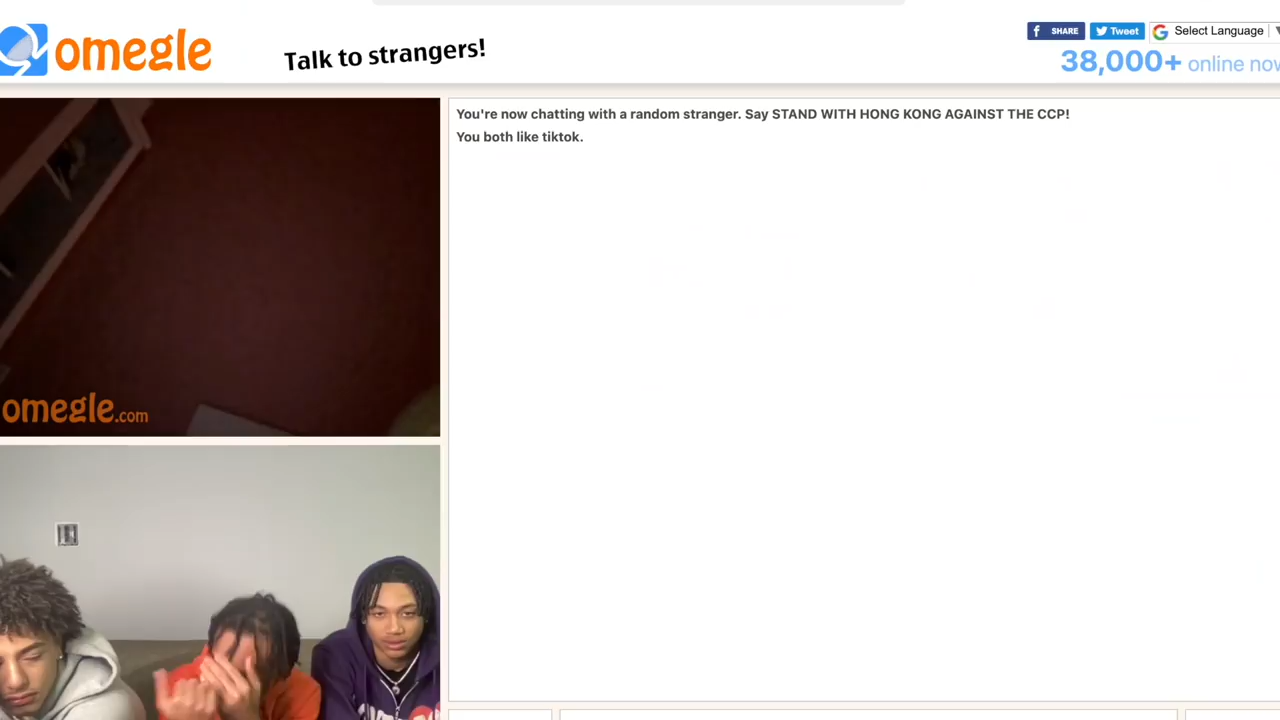 omegle
Talk to strangers!
SHARE
Tweet
Select Language
38,000+ online now
You're now chatting with a random stranger. Say STAND WITH HONG KONG AGAINST THE CCP!
You both like tiktok.
omegle.com